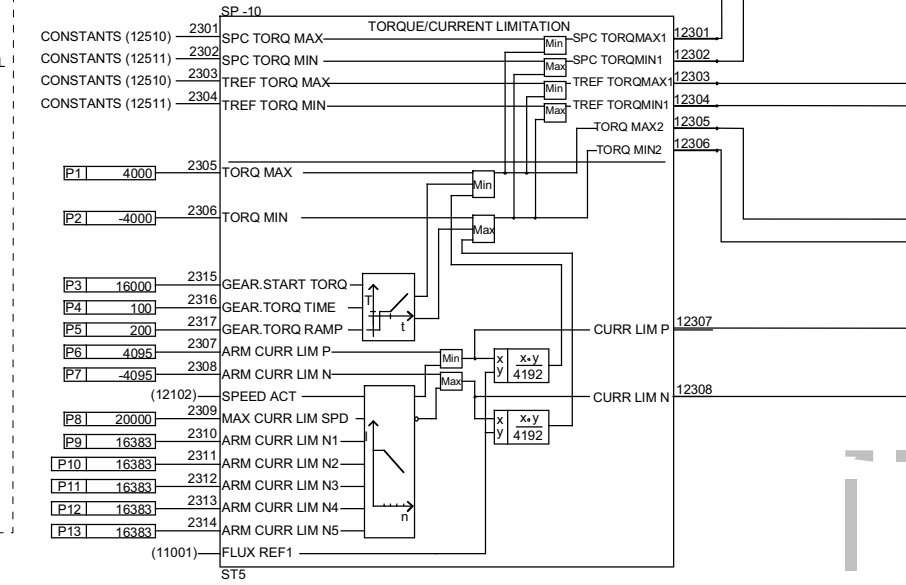 SP -10
TORQUE/CURRENT LIMITATION
CONSTANTS (12510) 2301 SPC TORQ MAX Min SPC TORQMAX1 12301
CONSTANTS (12511) 2302 SPC TORQ MIN Max SPC TORQMIN1 12302
L
CONSTANTS (12510) 2303 TREF TORQ MAX Min TREF TORQMAX1 12303
CONSTANTS (12511) 2304 TREF TORQ MIN Max TREF TORQMIN1 12304
TORQ MAX2 12305
TORQ MIN2 12306
P1 4000 2305 TORQ MAX Min
P2 -4000 2306 TORQ MIN Max
P3 16000 2315 GEAR.START TORQ
P4 100 2316 GEAR.TORQ TIME T
P5 200 2317 GEAR.TORQ RAMP t
CURR LIM P 12307
P6 4095 2307 ARM CURR LIM P Min x y x•y 4192
P7 -4095 2308 ARM CURR LIM N Max
(12102) SPEED ACT CURR LIM N 12308
P8 20000 2309 MAX CURR LIM SPD x y x•y 4192
P9 16383 2310 ARM CURR LIM N1 I
P10 16383 2311 ARM CURR LIM N2
P11 16383 2312 ARM CURR LIM N3
P12 16383 2313 ARM CURR LIM N4 n
P13 16383 2314 ARM CURR LIM N5
(11001) FLUX REF1
ST5